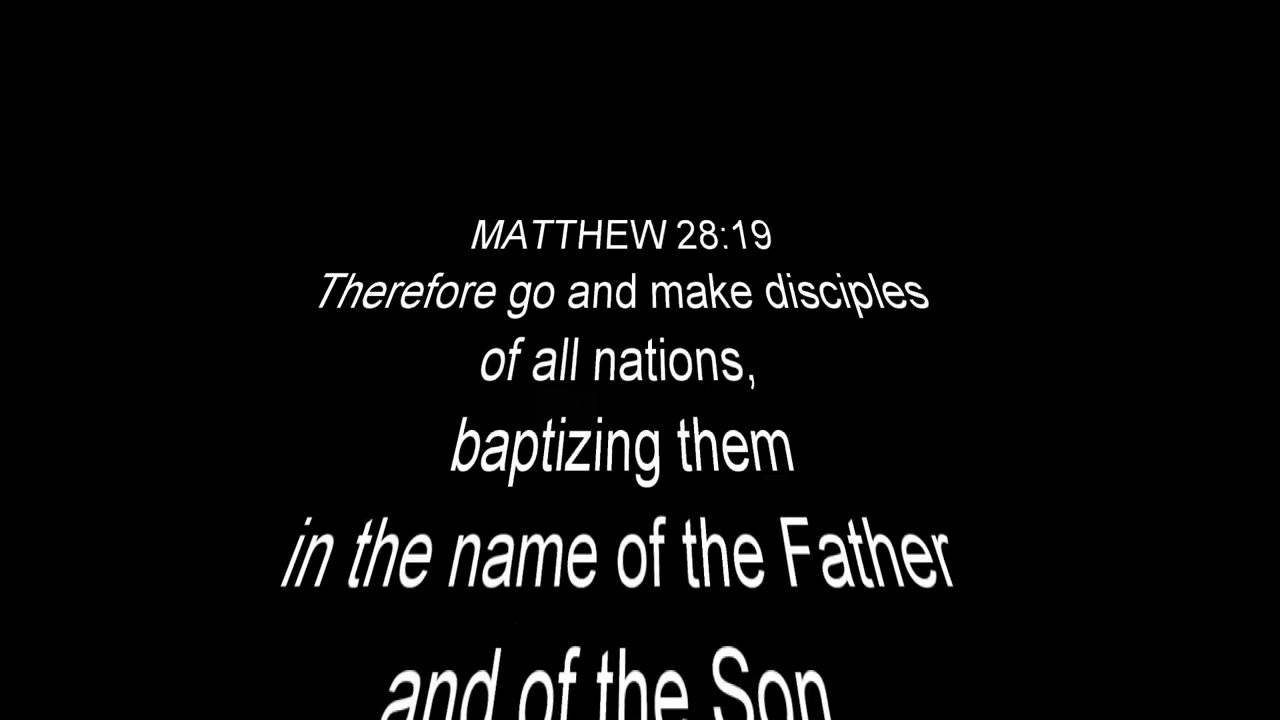 MATTHEW 28:19
Therefore go and make disciples
of all nations,
baptizing them
in the name of the Father
and of the Son